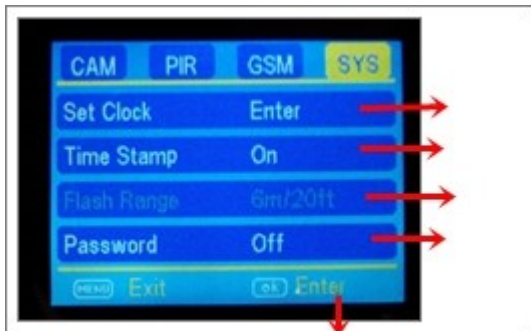 CAM PIR GSM SYS
Set Clock Enter
Time Stamp On
Flash Range 6m/20ft
Password Off
MENU Exit ok Enter